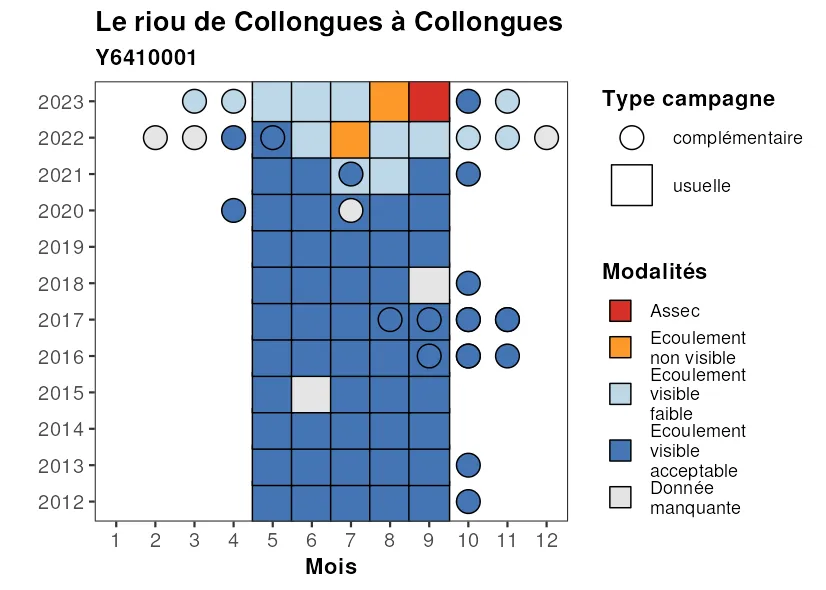 Le riou de Collongues à Collongues
Y6410001
2023
2022
2021
2020
2019
2018
2017
2016
2015
2014
2013
2012
1 2 3 4 5 6 7 8 9 10 11 12
Mois
Type campagne
complémentaire
usuelle
Modalités
Assec
Ecoulement
non visible
Ecoulement
visible
faible
Ecoulement
visible
acceptable
Donnée
manquante